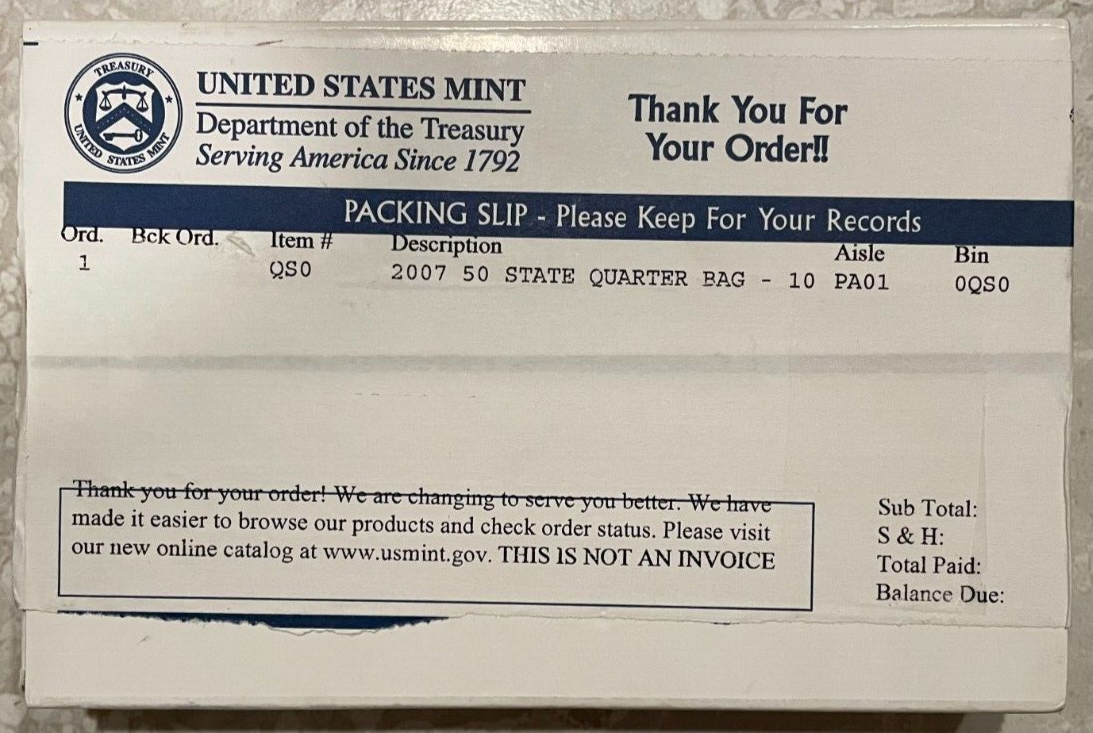 TREASURY
UNITED STATES MINT
UNITED STATES MINT
Department of the Treasury
Serving America Since 1792
Thank You For
Your Order!!
PACKING SLIP - Please Keep For Your Records
Ord. Bck Ord. Item # Description Aisle Bin
1 QS0 2007 50 STATE QUARTER BAG - 10 PA01 0QS0
Thank you for your order! We are changing to serve you better. We have
made it easier to browse our products and check order status. Please visit
our new online catalog at www.usmint.gov. THIS IS NOT AN INVOICE
Sub Total:
S & H:
Total Paid:
Balance Due: